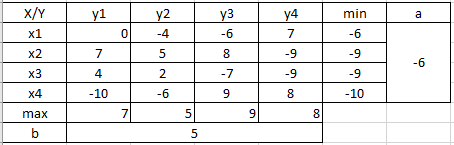 X/Y y1 y2 y3 y4 min a
x1 0 -4 -6 7 -6
x2 7 5 8 -9 -9
-6
x3 4 2 -7 -9 -9
x4 -10 -6 9 8 -10
max 7 5 9 8
b 5